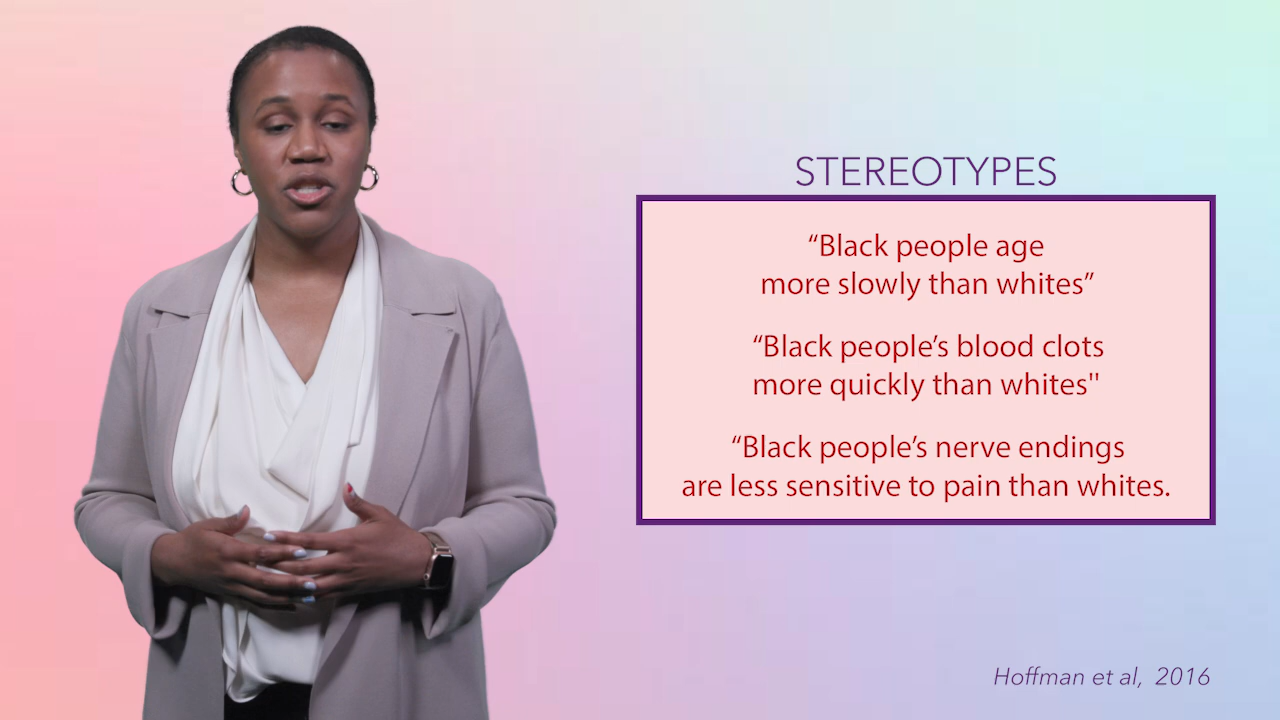 STEREOTYPES
“Black people age
more slowly than whites”
“Black people’s blood clots
more quickly than whites"
“Black people’s nerve endings
are less sensitive to pain than whites.
Hoffman et al, 2016